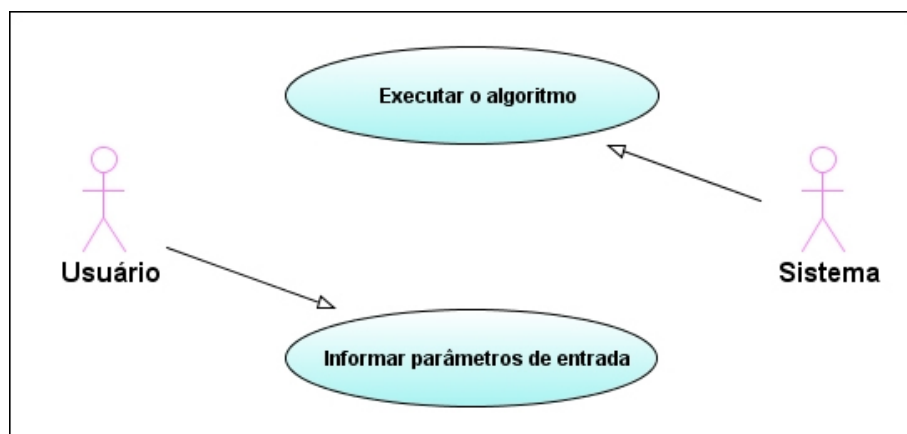 Executar o algoritmo
Usuário
Sistema
Informar parâmetros de entrada